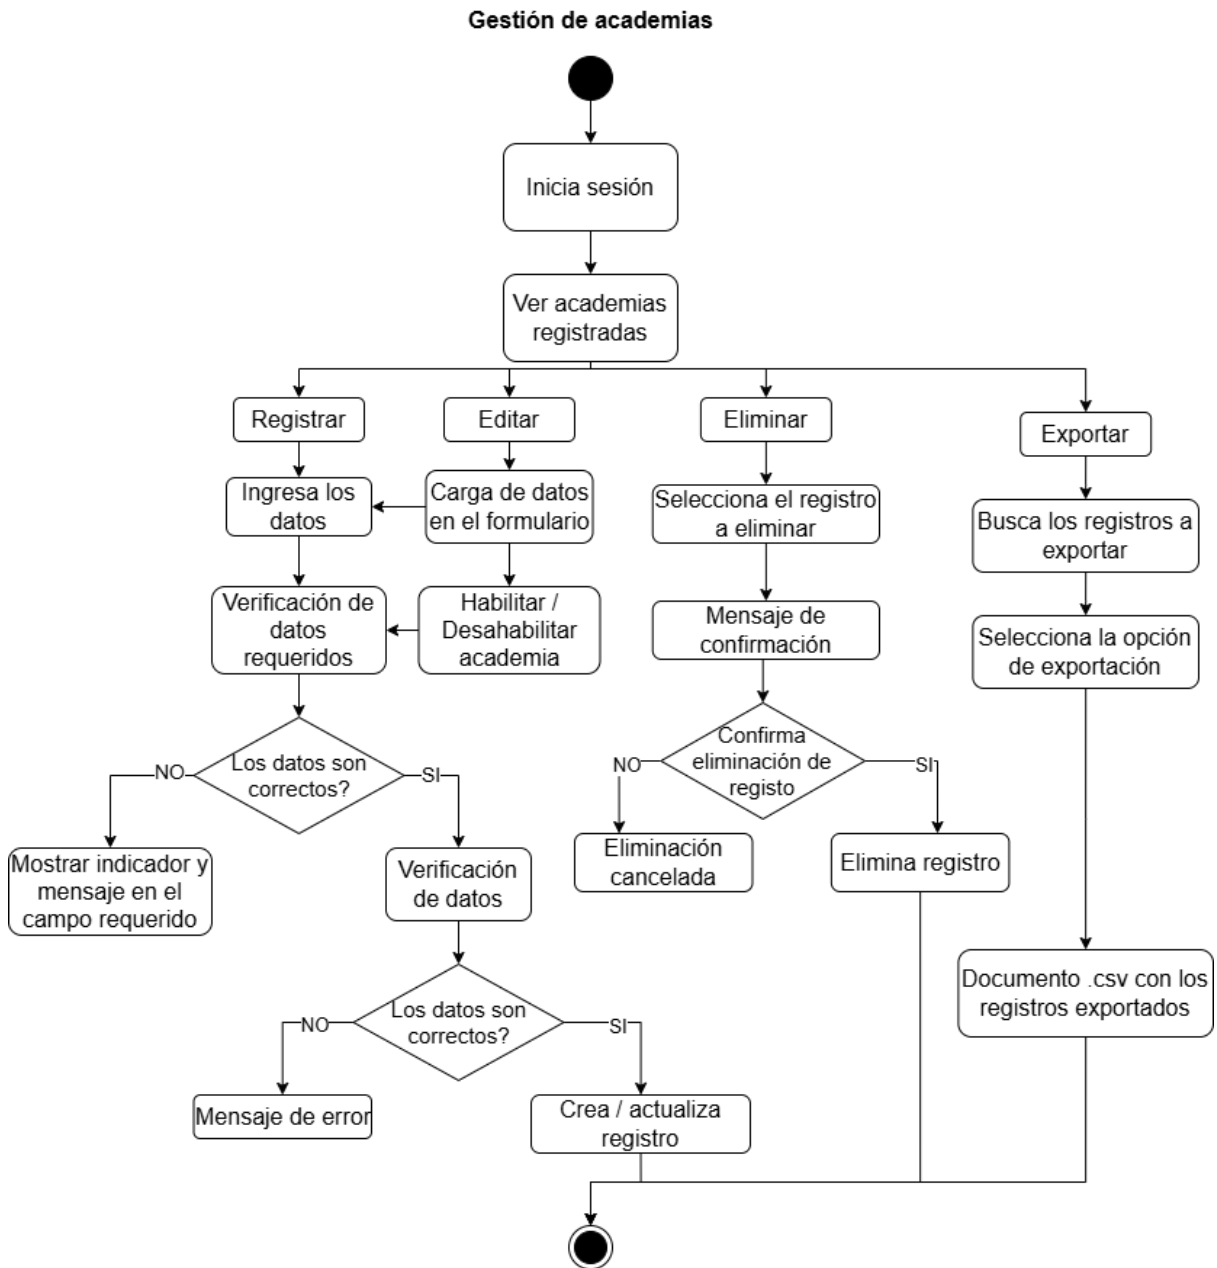 Gestión de academias
Inicia sesión
Ver academias
registradas
Registrar
Editar
Eliminar
Exportar
Ingresa los
datos
Carga de datos
en el formulario
Selecciona el registro
a eliminar
Busca los registros a
exportar
Verificación de
datos
requeridos
Habilitar /
Desahabilitar
academia
Mensaje de
confirmación
Selecciona la opción
de exportación
Los datos son
correctos?
NO
SI
Confirma
eliminación de
registo
NO
SI
Mostrar indicador y
mensaje en el
campo requerido
Verificación
de datos
Eliminación
cancelada
Elimina registro
Documento .csv con los
registros exportados
Los datos son
correctos?
NO
SI
Mensaje de error
Crea / actualiza
registro